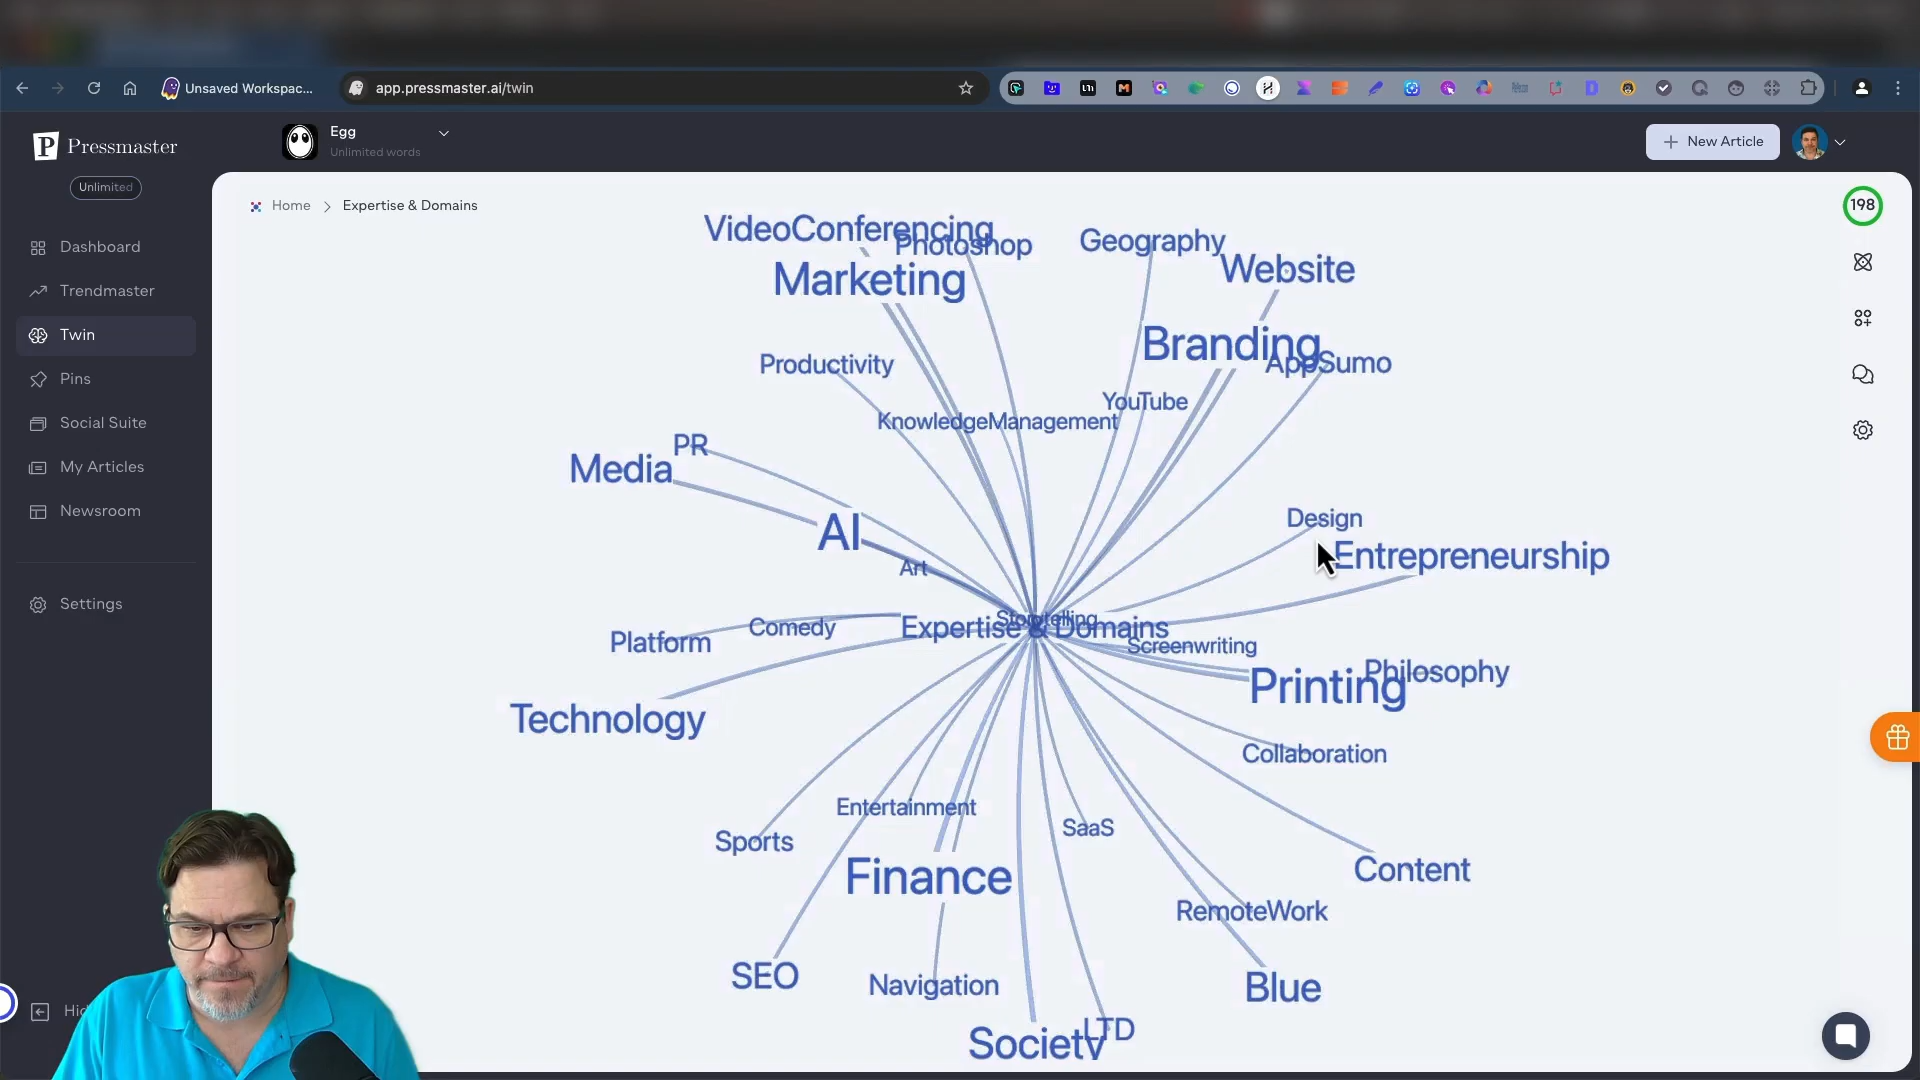 Unsaved Workspac...
app.pressmaster.ai/twin
P Pressmaster
Unlimited
Egg
Unlimited words
New Article
Home > Expertise & Domains
198
Dashboard
Trendmaster
Twin
Pins
Social Suite
My Articles
Newsroom
Settings
VideoConferencing
Photoshop
Geography
Website
Marketing
Branding
AppSumo
Productivity
YouTube
KnowledgeManagement
PR
Media
Design
AI
Entrepreneurship
Art
Storytelling
Comedy
Expertise & Domains
Platform
Screenwriting
Philosophy
Printing
Technology
Collaboration
Entertainment
SaaS
Sports
Content
Finance
RemoteWork
SEO
Navigation
Blue
LTD
Society